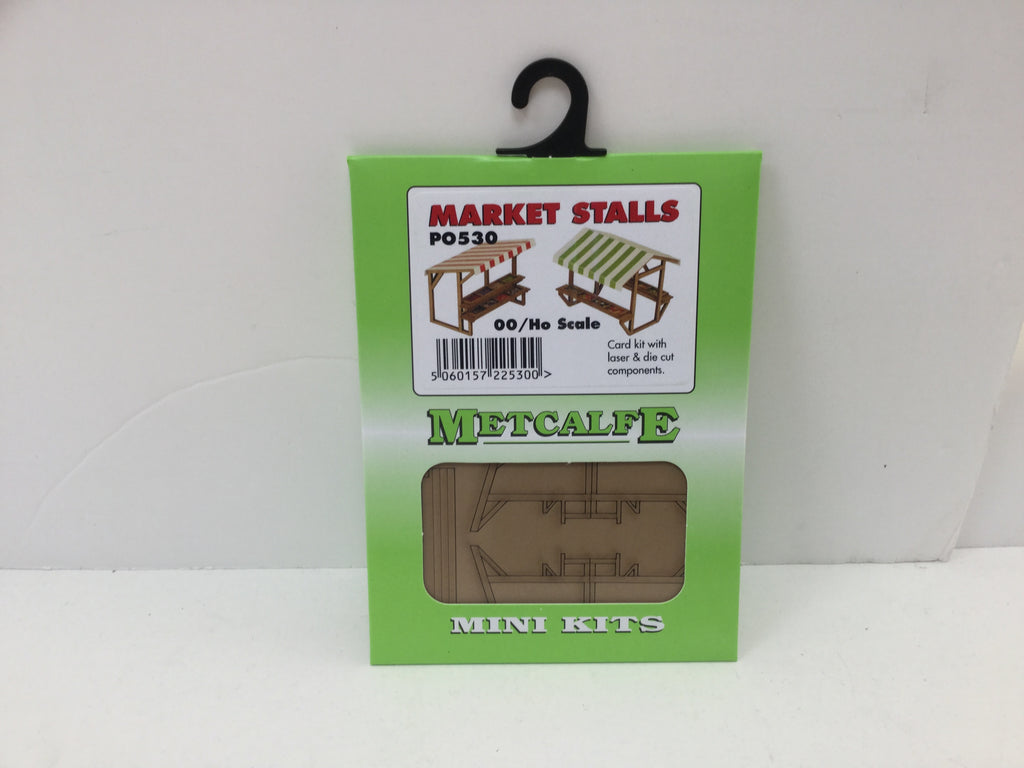 MARKET STALLS
PO530
00/Ho Scale
Card kit with
laser & die cut
components.
5 060157 225300 >
METCALFE
MINI KITS